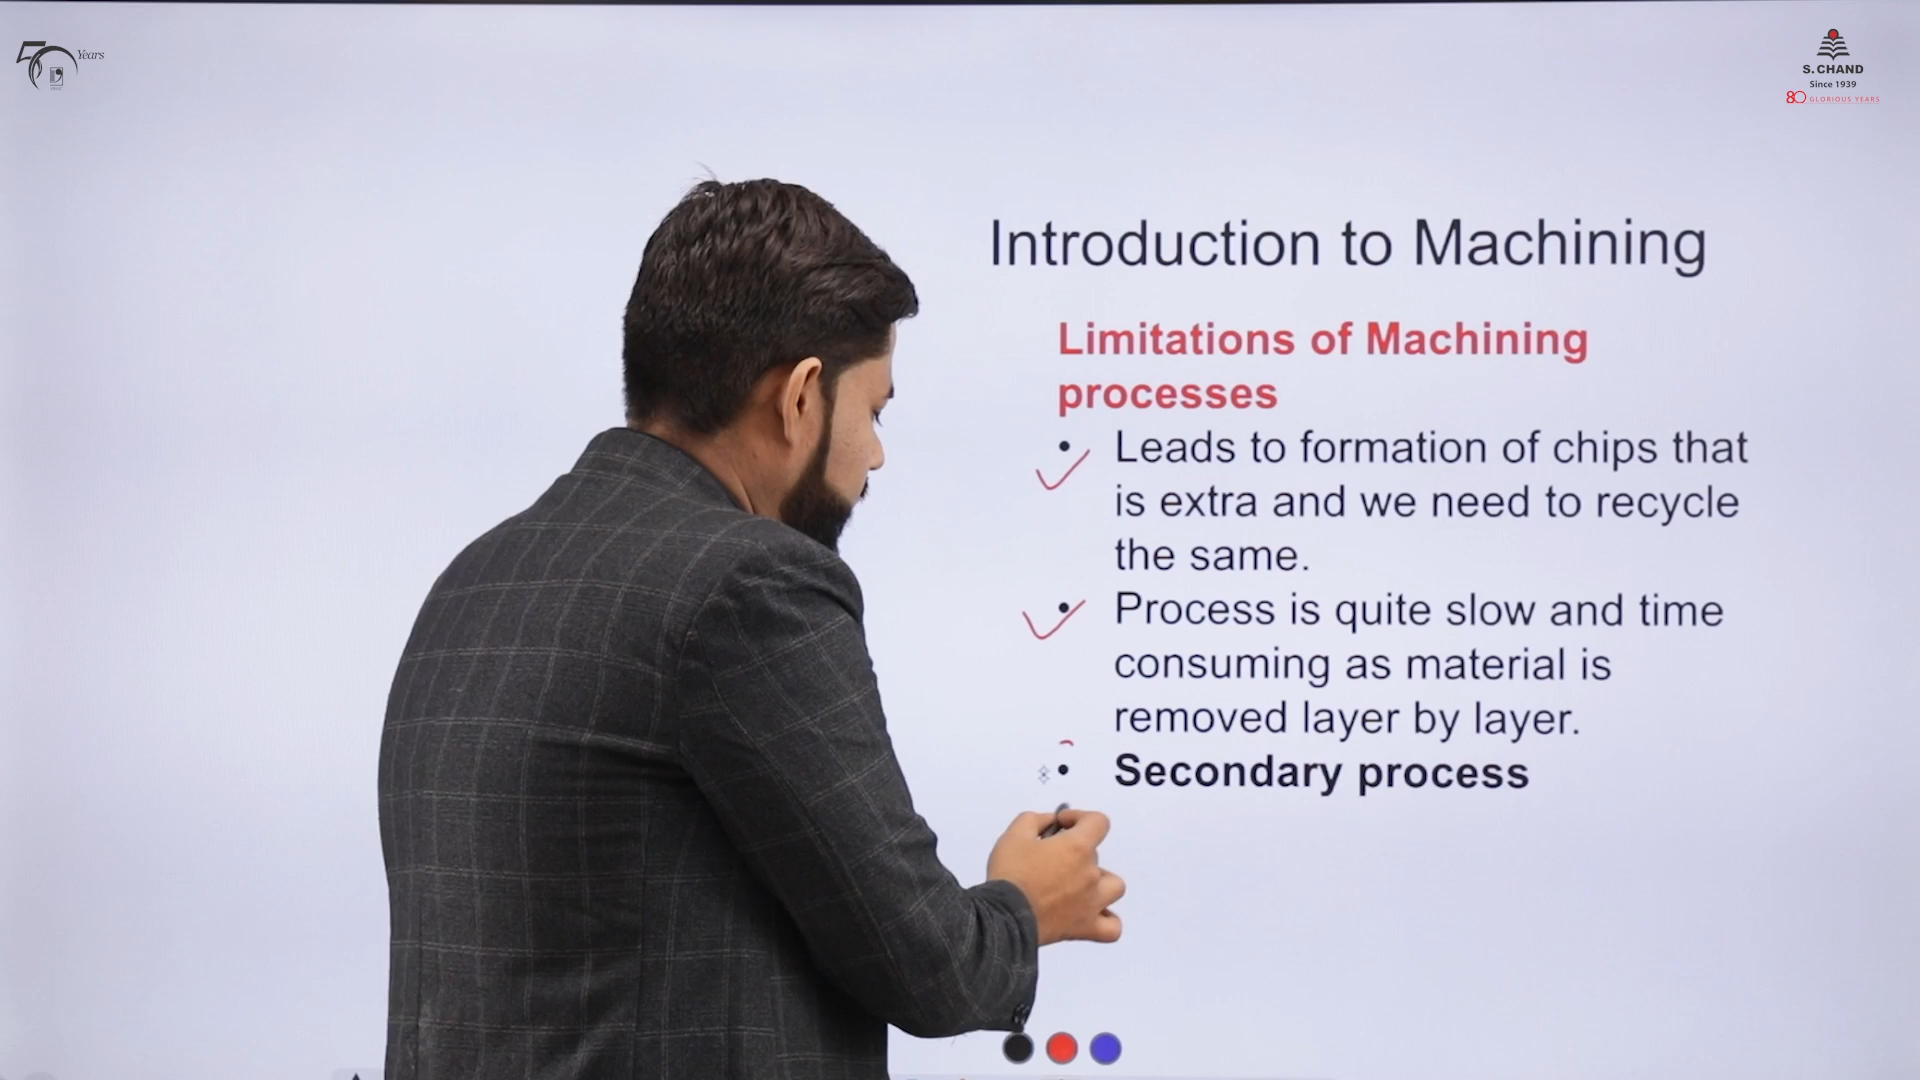 50 Years
S. CHAND
Since 1939
80 GLORIOUS YEARS
Introduction to Machining
Limitations of Machining
processes
• Leads to formation of chips that
is extra and we need to recycle
the same.
• Process is quite slow and time
consuming as material is
removed layer by layer.
• Secondary process